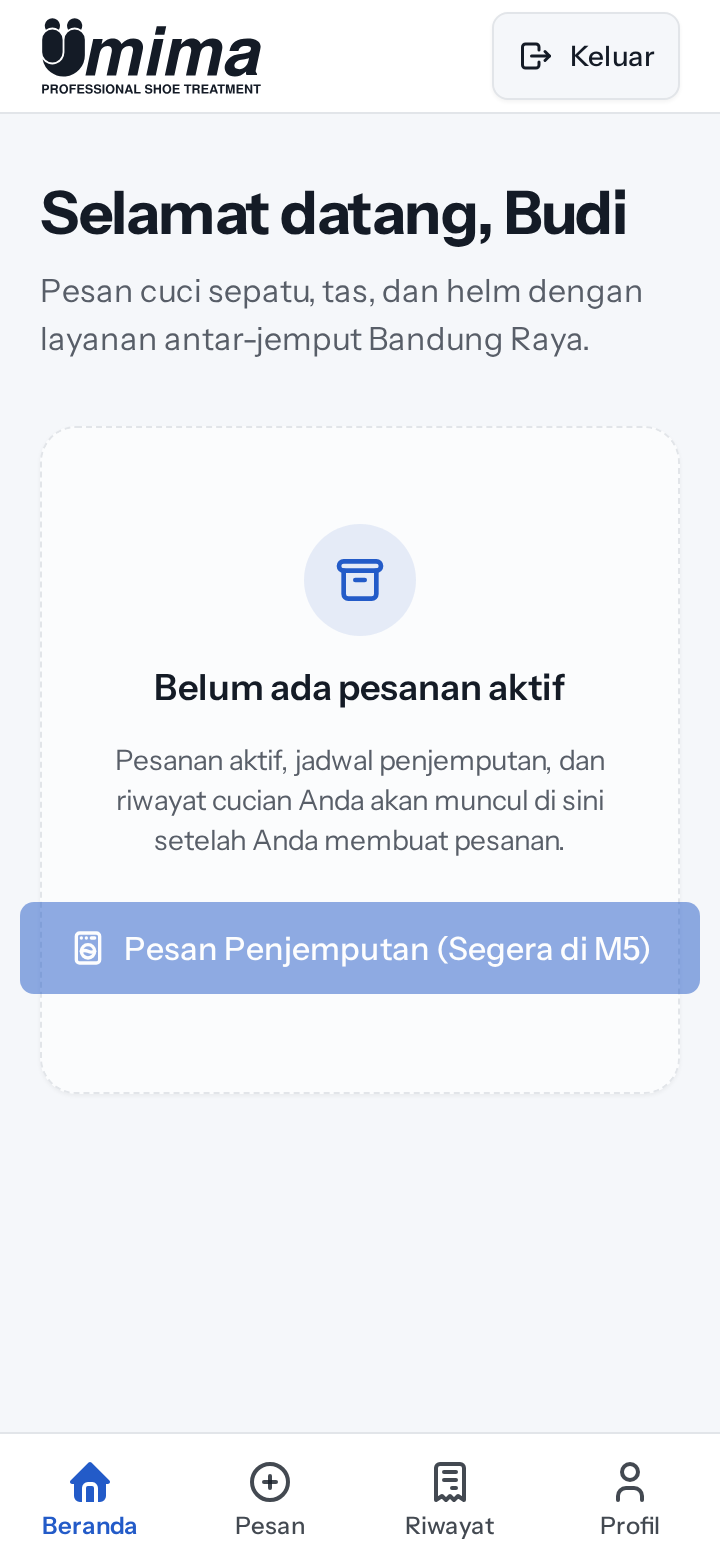 Ümima
PROFESSIONAL SHOE TREATMENT
Keluar
Selamat datang, Budi
Pesan cuci sepatu, tas, dan helm dengan
layanan antar-jemput Bandung Raya.
Belum ada pesanan aktif
Pesanan aktif, jadwal penjemputan, dan
riwayat cucian Anda akan muncul di sini
setelah Anda membuat pesanan.
Pesan Penjemputan (Segera di M5)
Beranda
Pesan
Riwayat
Profil